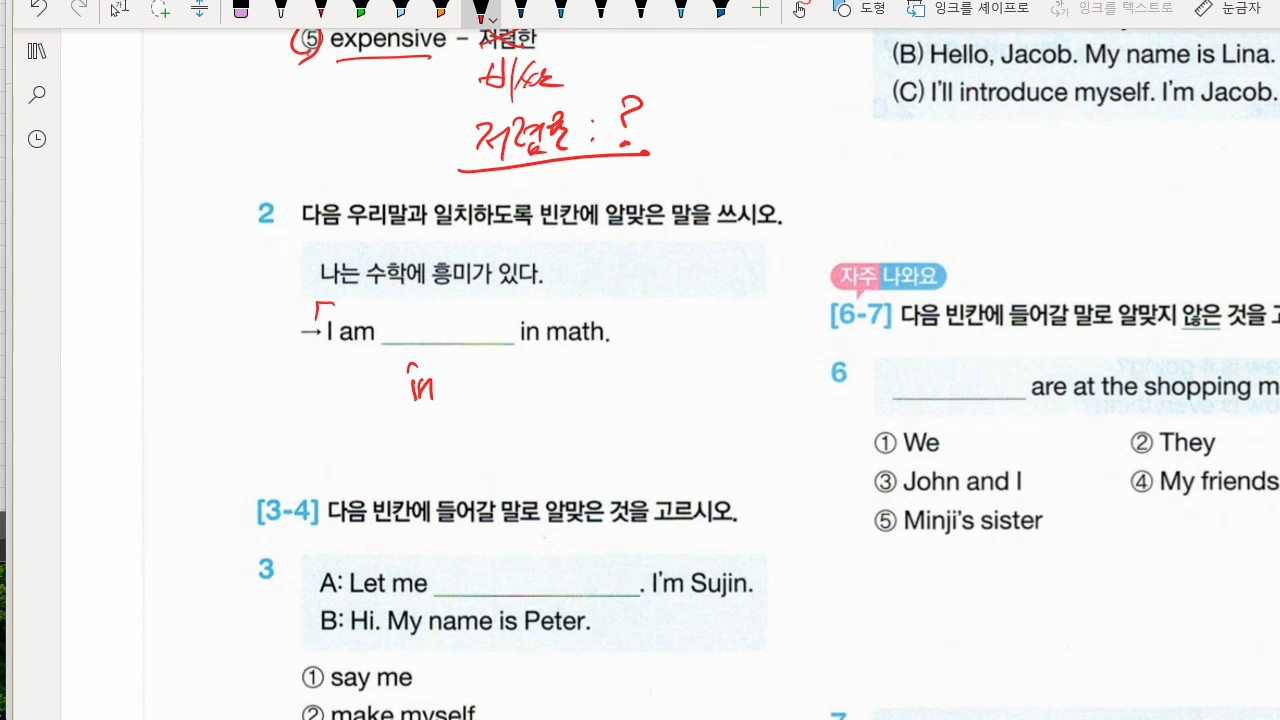 도형
잉크를 셰이프로
잉크를 텍스트로
눈금자
⑤ expensive – 저렴한
비싼
저렴한 : ?
2 다음 우리말과 일치하도록 빈칸에 알맞은 말을 쓰시오.
나는 수학에 흥미가 있다.
→ I am ____________ in math.
in
[3-4] 다음 빈칸에 들어갈 말로 알맞은 것을 고르시오.
3 A: Let me ____________. I'm Sujin.
B: Hi. My name is Peter.
① say me
② make myself
(B) Hello, Jacob. My name is Lina.
(C) I'll introduce myself. I'm Jacob.
자주 나와요
[6-7] 다음 빈칸에 들어갈 말로 알맞지 않은 것을 고
6 ____________ are at the shopping m
① We
② They
③ John and I
④ My friends
⑤ Minji's sister
7